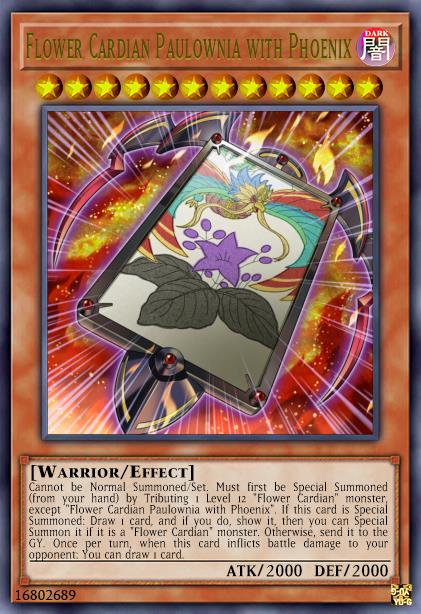 Flower Cardian Paulownia with Phoenix
DARK
闇
[Warrior/Effect]
Cannot be Normal Summoned/Set. Must first be Special Summoned
(from your hand) by Tributing 1 Level 12 "Flower Cardian" monster,
except "Flower Cardian Paulownia with Phoenix". If this card is Special
Summoned: Draw 1 card, and if you do, show it, then you can Special
Summon it if it is a "Flower Cardian" monster. Otherwise, send it to the
GY. Once per turn, when this card inflicts battle damage to your
opponent: You can draw 1 card.
ATK/2000 DEF/2000
16802689